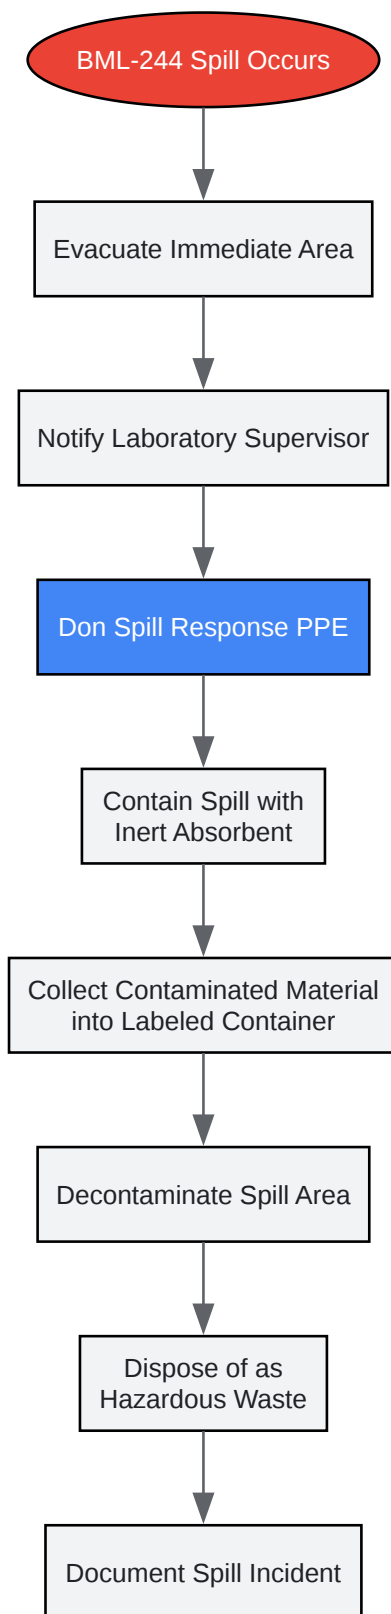 BML-244 Spill Occurs
Evacuate Immediate Area
Notify Laboratory Supervisor
Don Spill Response PPE
Contain Spill with
Inert Absorbent
Collect Contaminated Material
into Labeled Container
Decontaminate Spill Area
Dispose of as
Hazardous Waste
Document Spill Incident